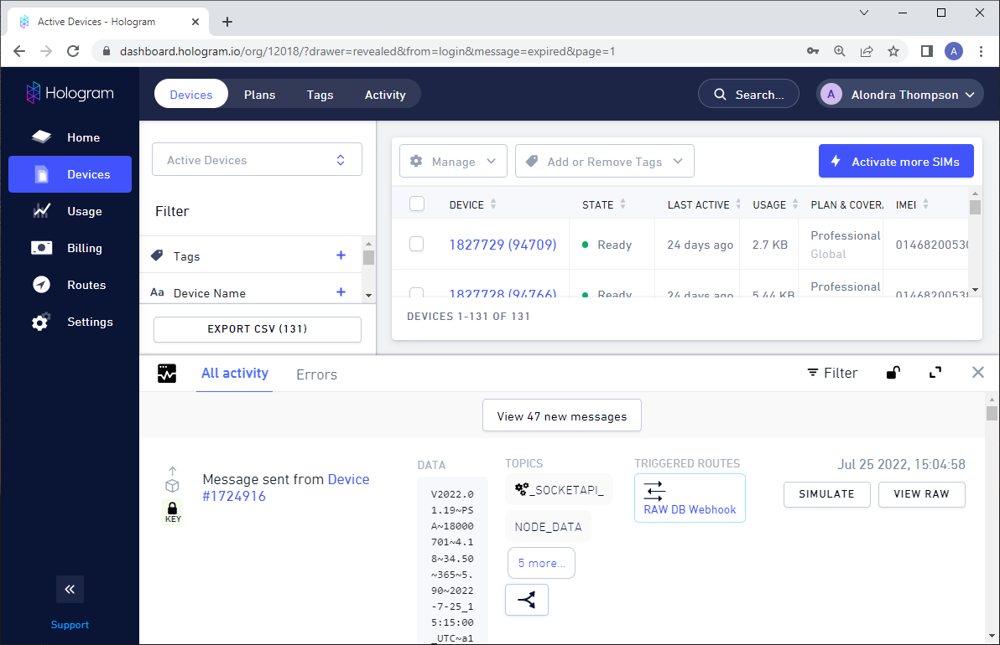 Active Devices - Hologram
dashboard.hologram.io/org/12018/?drawer=revealed&from=login&message=expired&page=1
A
Hologram
Devices
Plans
Tags
Activity
Search...
A
Alondra Thompson
Home
Devices
Usage
Billing
Routes
Settings
Support
Active Devices
Filter
Tags
Aa Device Name
EXPORT CSV (131)
Manage
Add or Remove Tags
Activate more SIMs
DEVICE STATE LAST ACTIVE USAGE PLAN & COVERA IMEI
1827729 (94709) Ready 24 days ago 2.7 KB Professional 01468200530
Global
1827728 (94766) Ready 24 days ago 5.44 KB Professional 01468200538
DEVICES 1-131 OF 131
All activity
Errors
Filter
View 47 new messages
KEY
Message sent from Device
#1724916
DATA
V2022.0
1.19~PS
A~18000
701~4.1
8~34.50
~365~5.
90~2022
-7-25_1
5:15:00
_UTC~a1
TOPICS
_SOCKETAPI_
NODE_DATA
5 more...
TRIGGERED ROUTES
RAW DB Webhook
Jul 25 2022, 15:04:58
SIMULATE
VIEW RAW